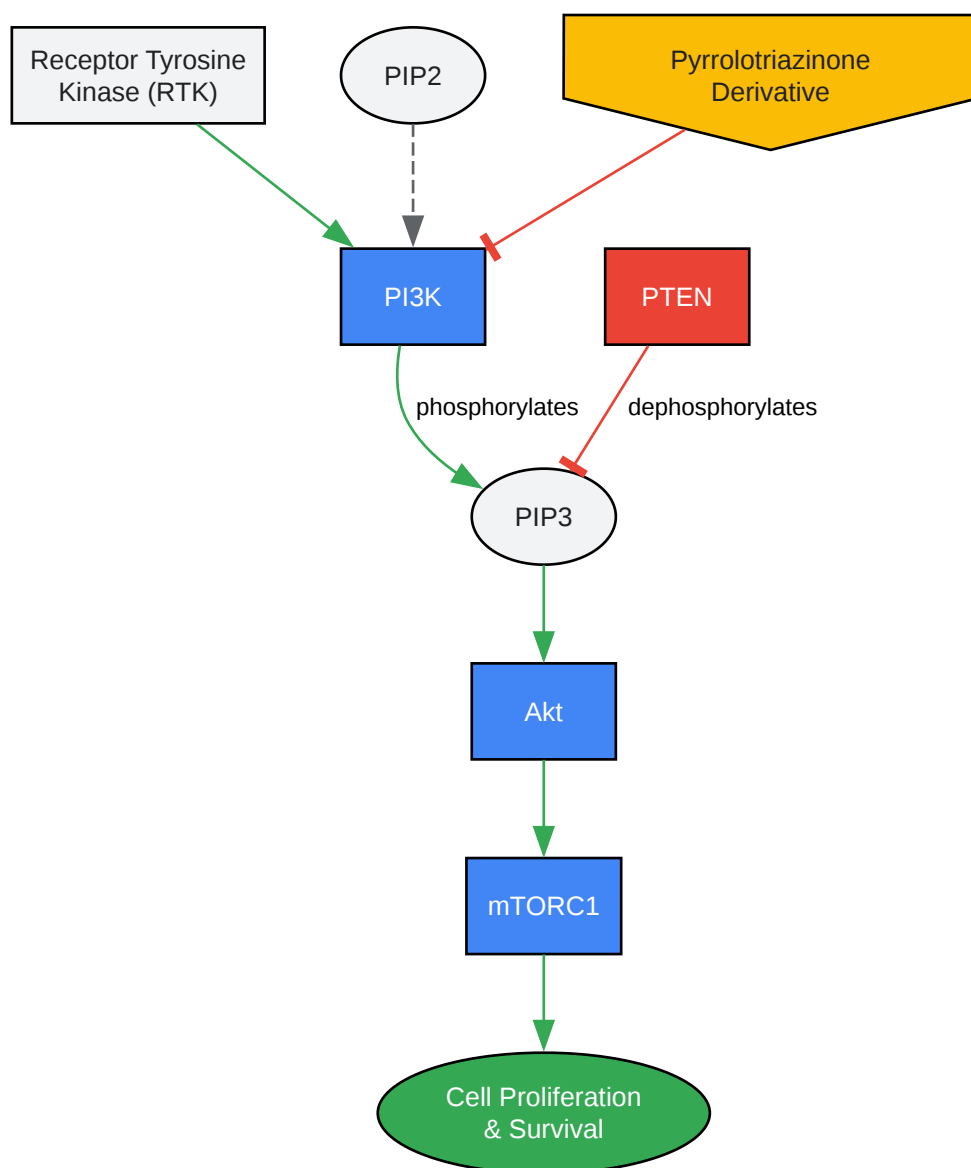 Receptor Tyrosine
Kinase (RTK)
PIP2
Pyrrolotriazinone
Derivative
PI3K
PTEN
phosphorylates
dephosphorylates
PIP3
Akt
mTORC1
Cell Proliferation
& Survival